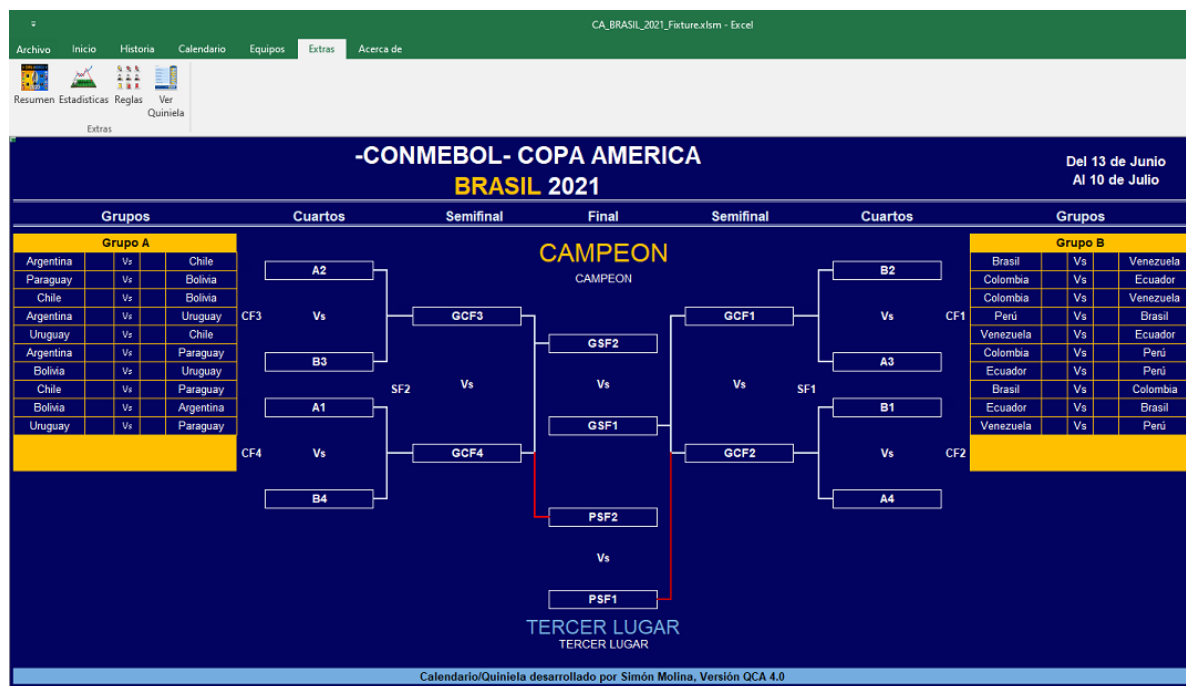 CA_BRASIL_2021_Fixture.xlsm - Excel
Archivo Inicio Historia Calendario Equipos Extras Acerca de
Resumen Estadisticas Reglas Ver Quiniela
Extras
-CONMEBOL- COPA AMERICA
BRASIL 2021
Del 13 de Junio
Al 10 de Julio
Grupos Cuartos Semifinal Final Semifinal Cuartos Grupos
Grupo A
Argentina Vs Chile
Paraguay Vs Bolivia
Chile Vs Bolivia
Argentina Vs Uruguay
Uruguay Vs Chile
Argentina Vs Paraguay
Bolivia Vs Uruguay
Chile Vs Paraguay
Bolivia Vs Argentina
Uruguay Vs Paraguay
A2
CF3 Vs
B3
A1
CF4 Vs
B4
GCF3
SF2 Vs
GCF4
CAMPEON
CAMPEON
GSF2
Vs
GSF1
PSF2
Vs
PSF1
TERCER LUGAR
TERCER LUGAR
GCF1
Vs SF1
GCF2
B2
Vs CF1
A3
B1
Vs CF2
A4
Grupo B
Brasil Vs Venezuela
Colombia Vs Ecuador
Colombia Vs Venezuela
Perú Vs Brasil
Venezuela Vs Ecuador
Colombia Vs Perú
Ecuador Vs Perú
Brasil Vs Colombia
Ecuador Vs Brasil
Venezuela Vs Perú
Calendario/Quiniela desarrollado por Simón Molina, Versión QCA 4.0